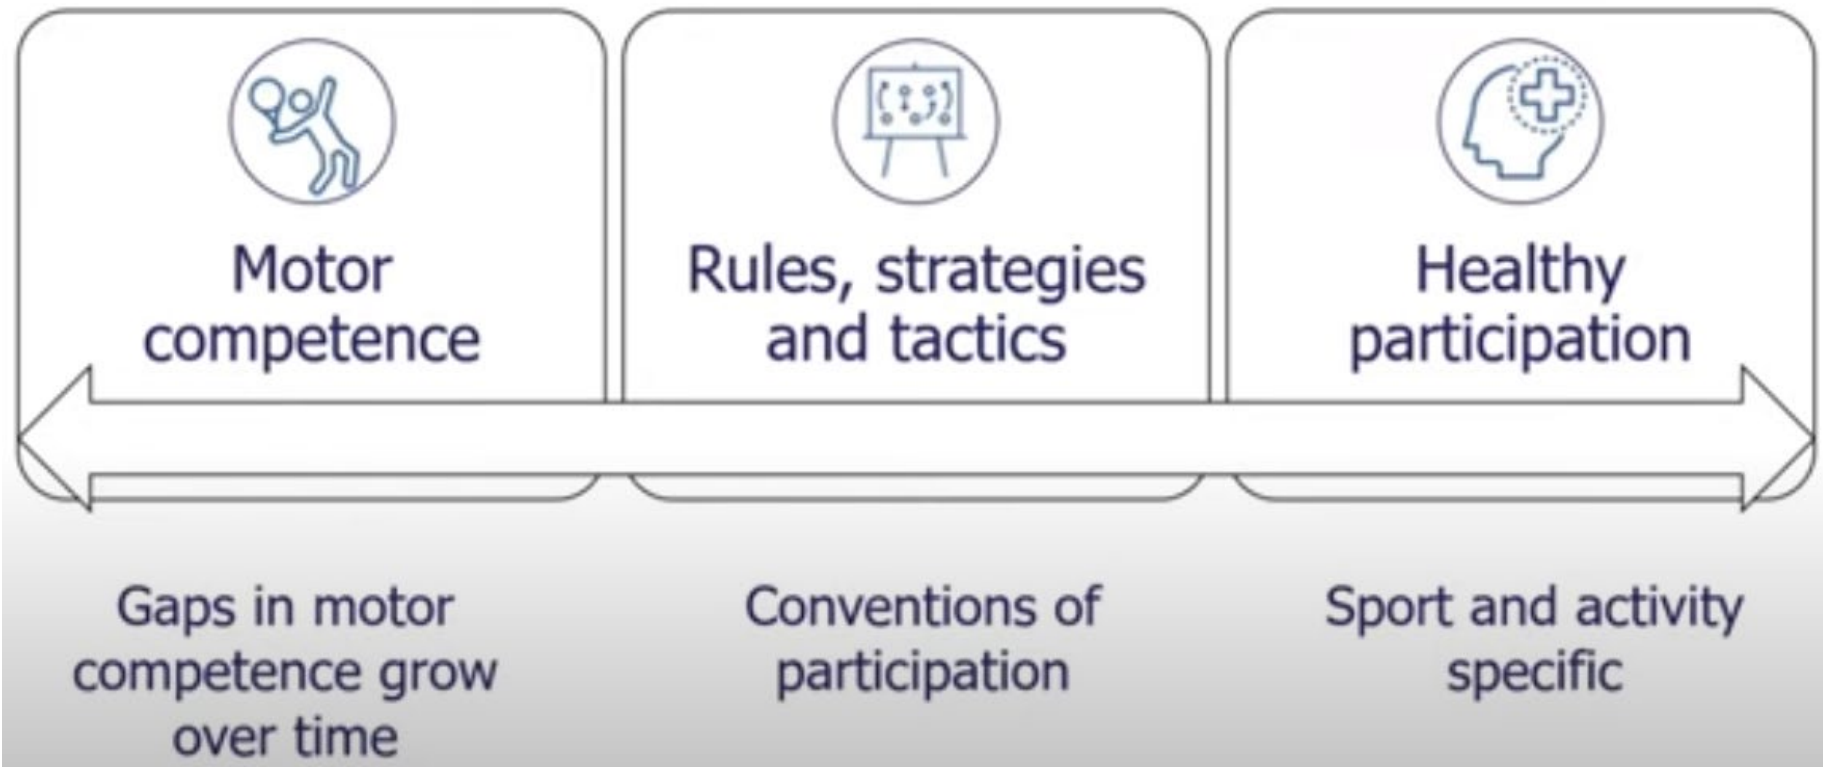 Motor
competence
Rules, strategies
and tactics
Healthy
participation
Gaps in motor
competence grow
over time
Conventions of
participation
Sport and activity
specific